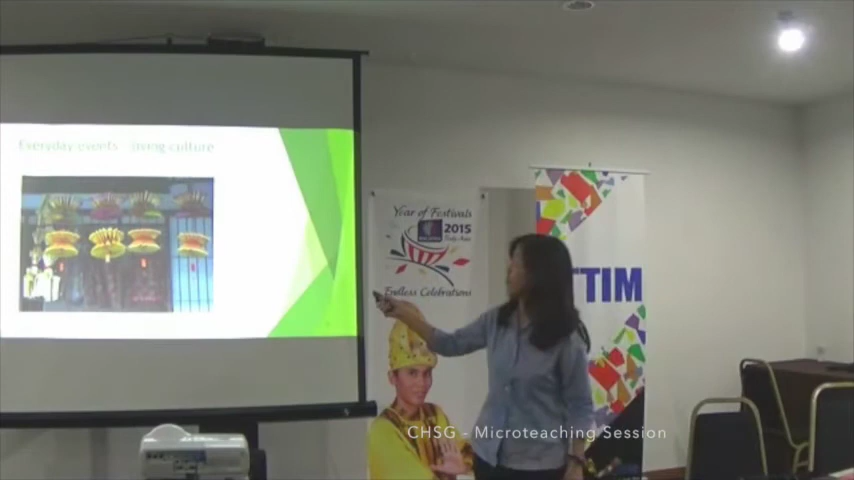 Everyday events - living culture
Year of Festivals
2015
Endless Celebrations
TTIM
CHSG - Microteaching Session